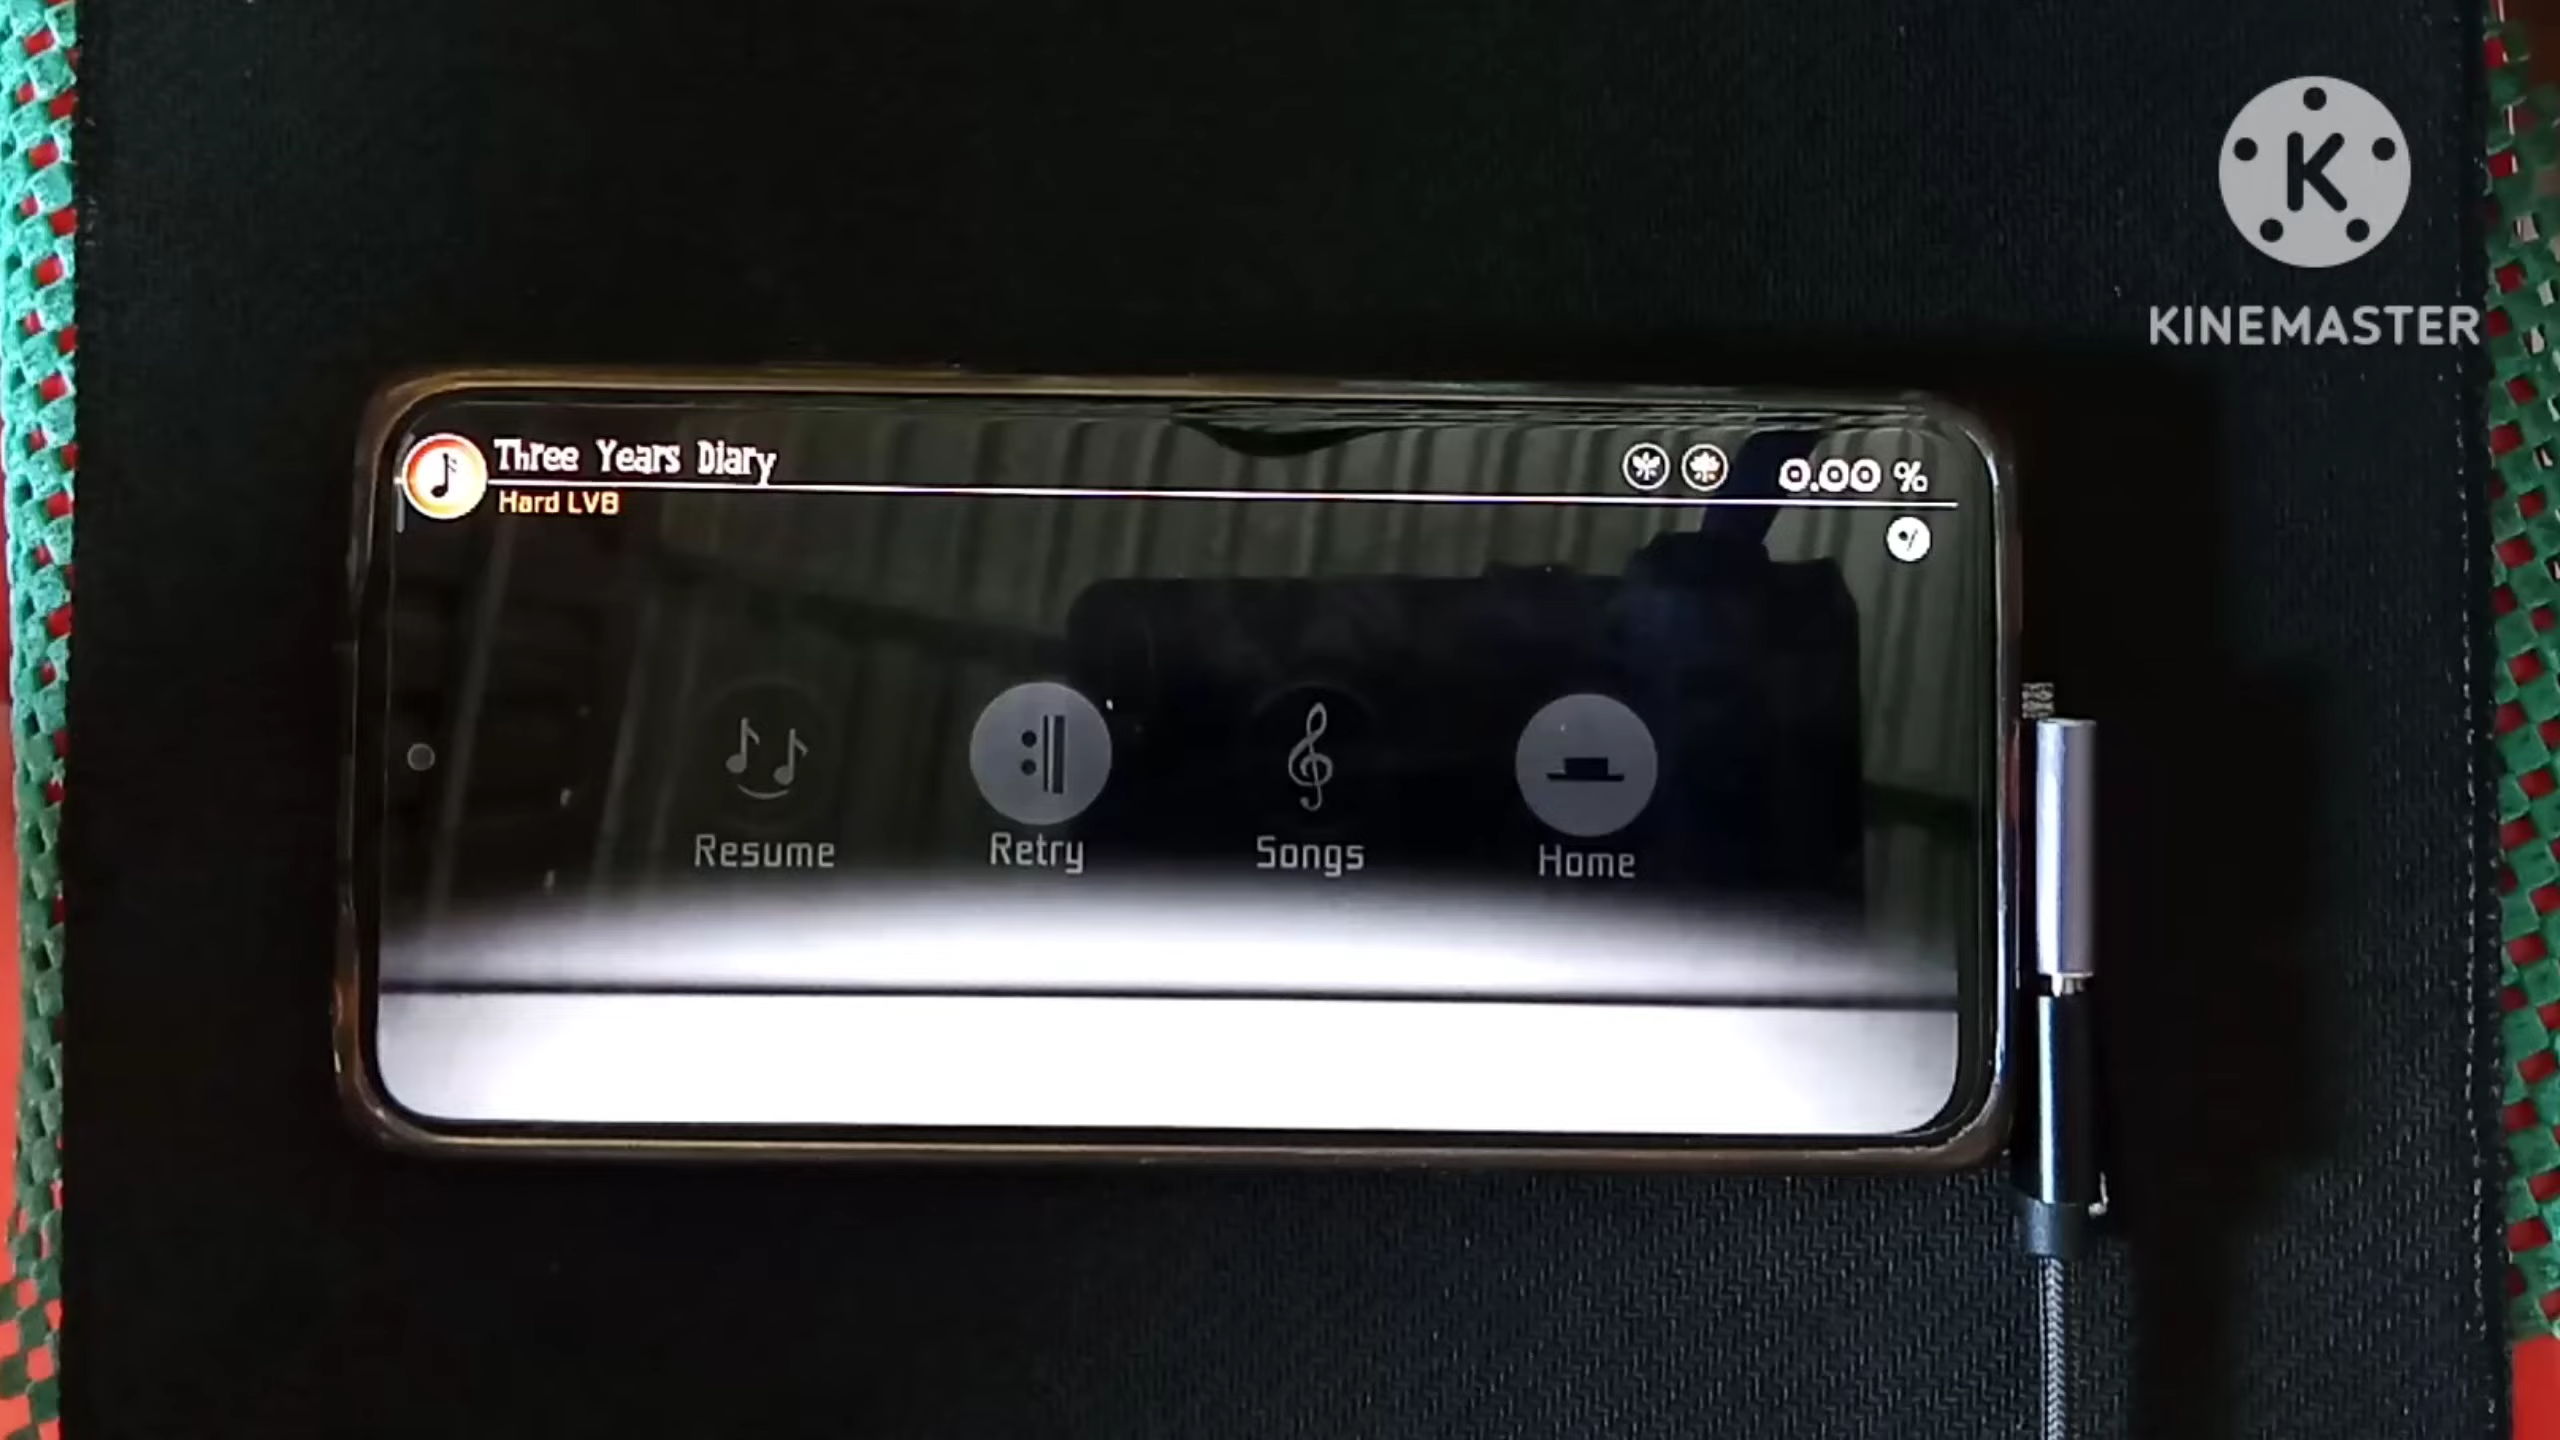 K
KINEMASTER
Three Years Diary
0.00 %
Hard LV8
Resume
Retry
Songs
Home